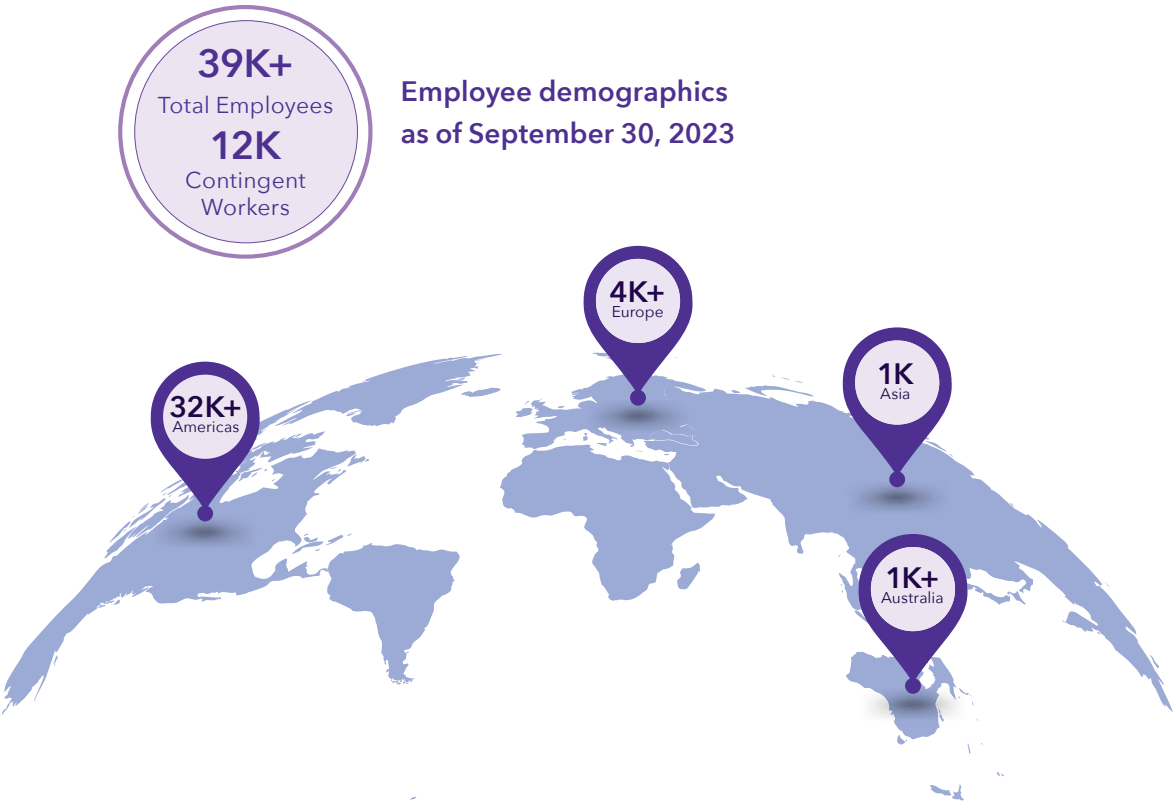 39K+
Total Employees
12K
Contingent
Workers
Employee demographics
as of September 30, 2023
4K+
Europe
1K
Asia
32K+
Americas
1K+
Australia